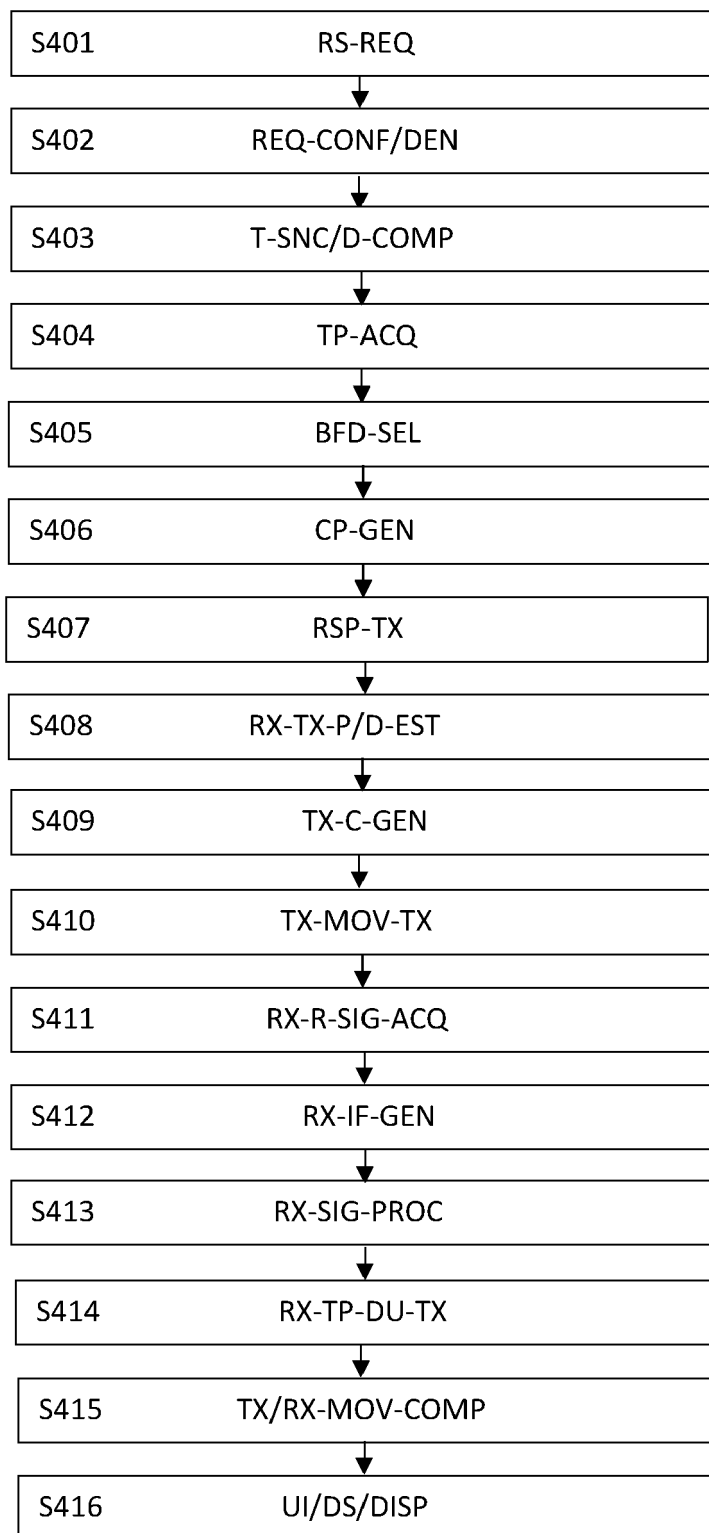 S401 RS-REQ
S402 REQ-CONF/DEN
S403 T-SNC/D-COMP
S404 TP-ACQ
S405 BFD-SEL
S406 CP-GEN
S407 RSP-TX
S408 RX-TX-P/D-EST
S409 TX-C-GEN
S410 TX-MOV-TX
S411 RX-R-SIG-ACQ
S412 RX-IF-GEN
S413 RX-SIG-PROC
S414 RX-TP-DU-TX
S415 TX/RX-MOV-COMP
S416 UI/DS/DISP